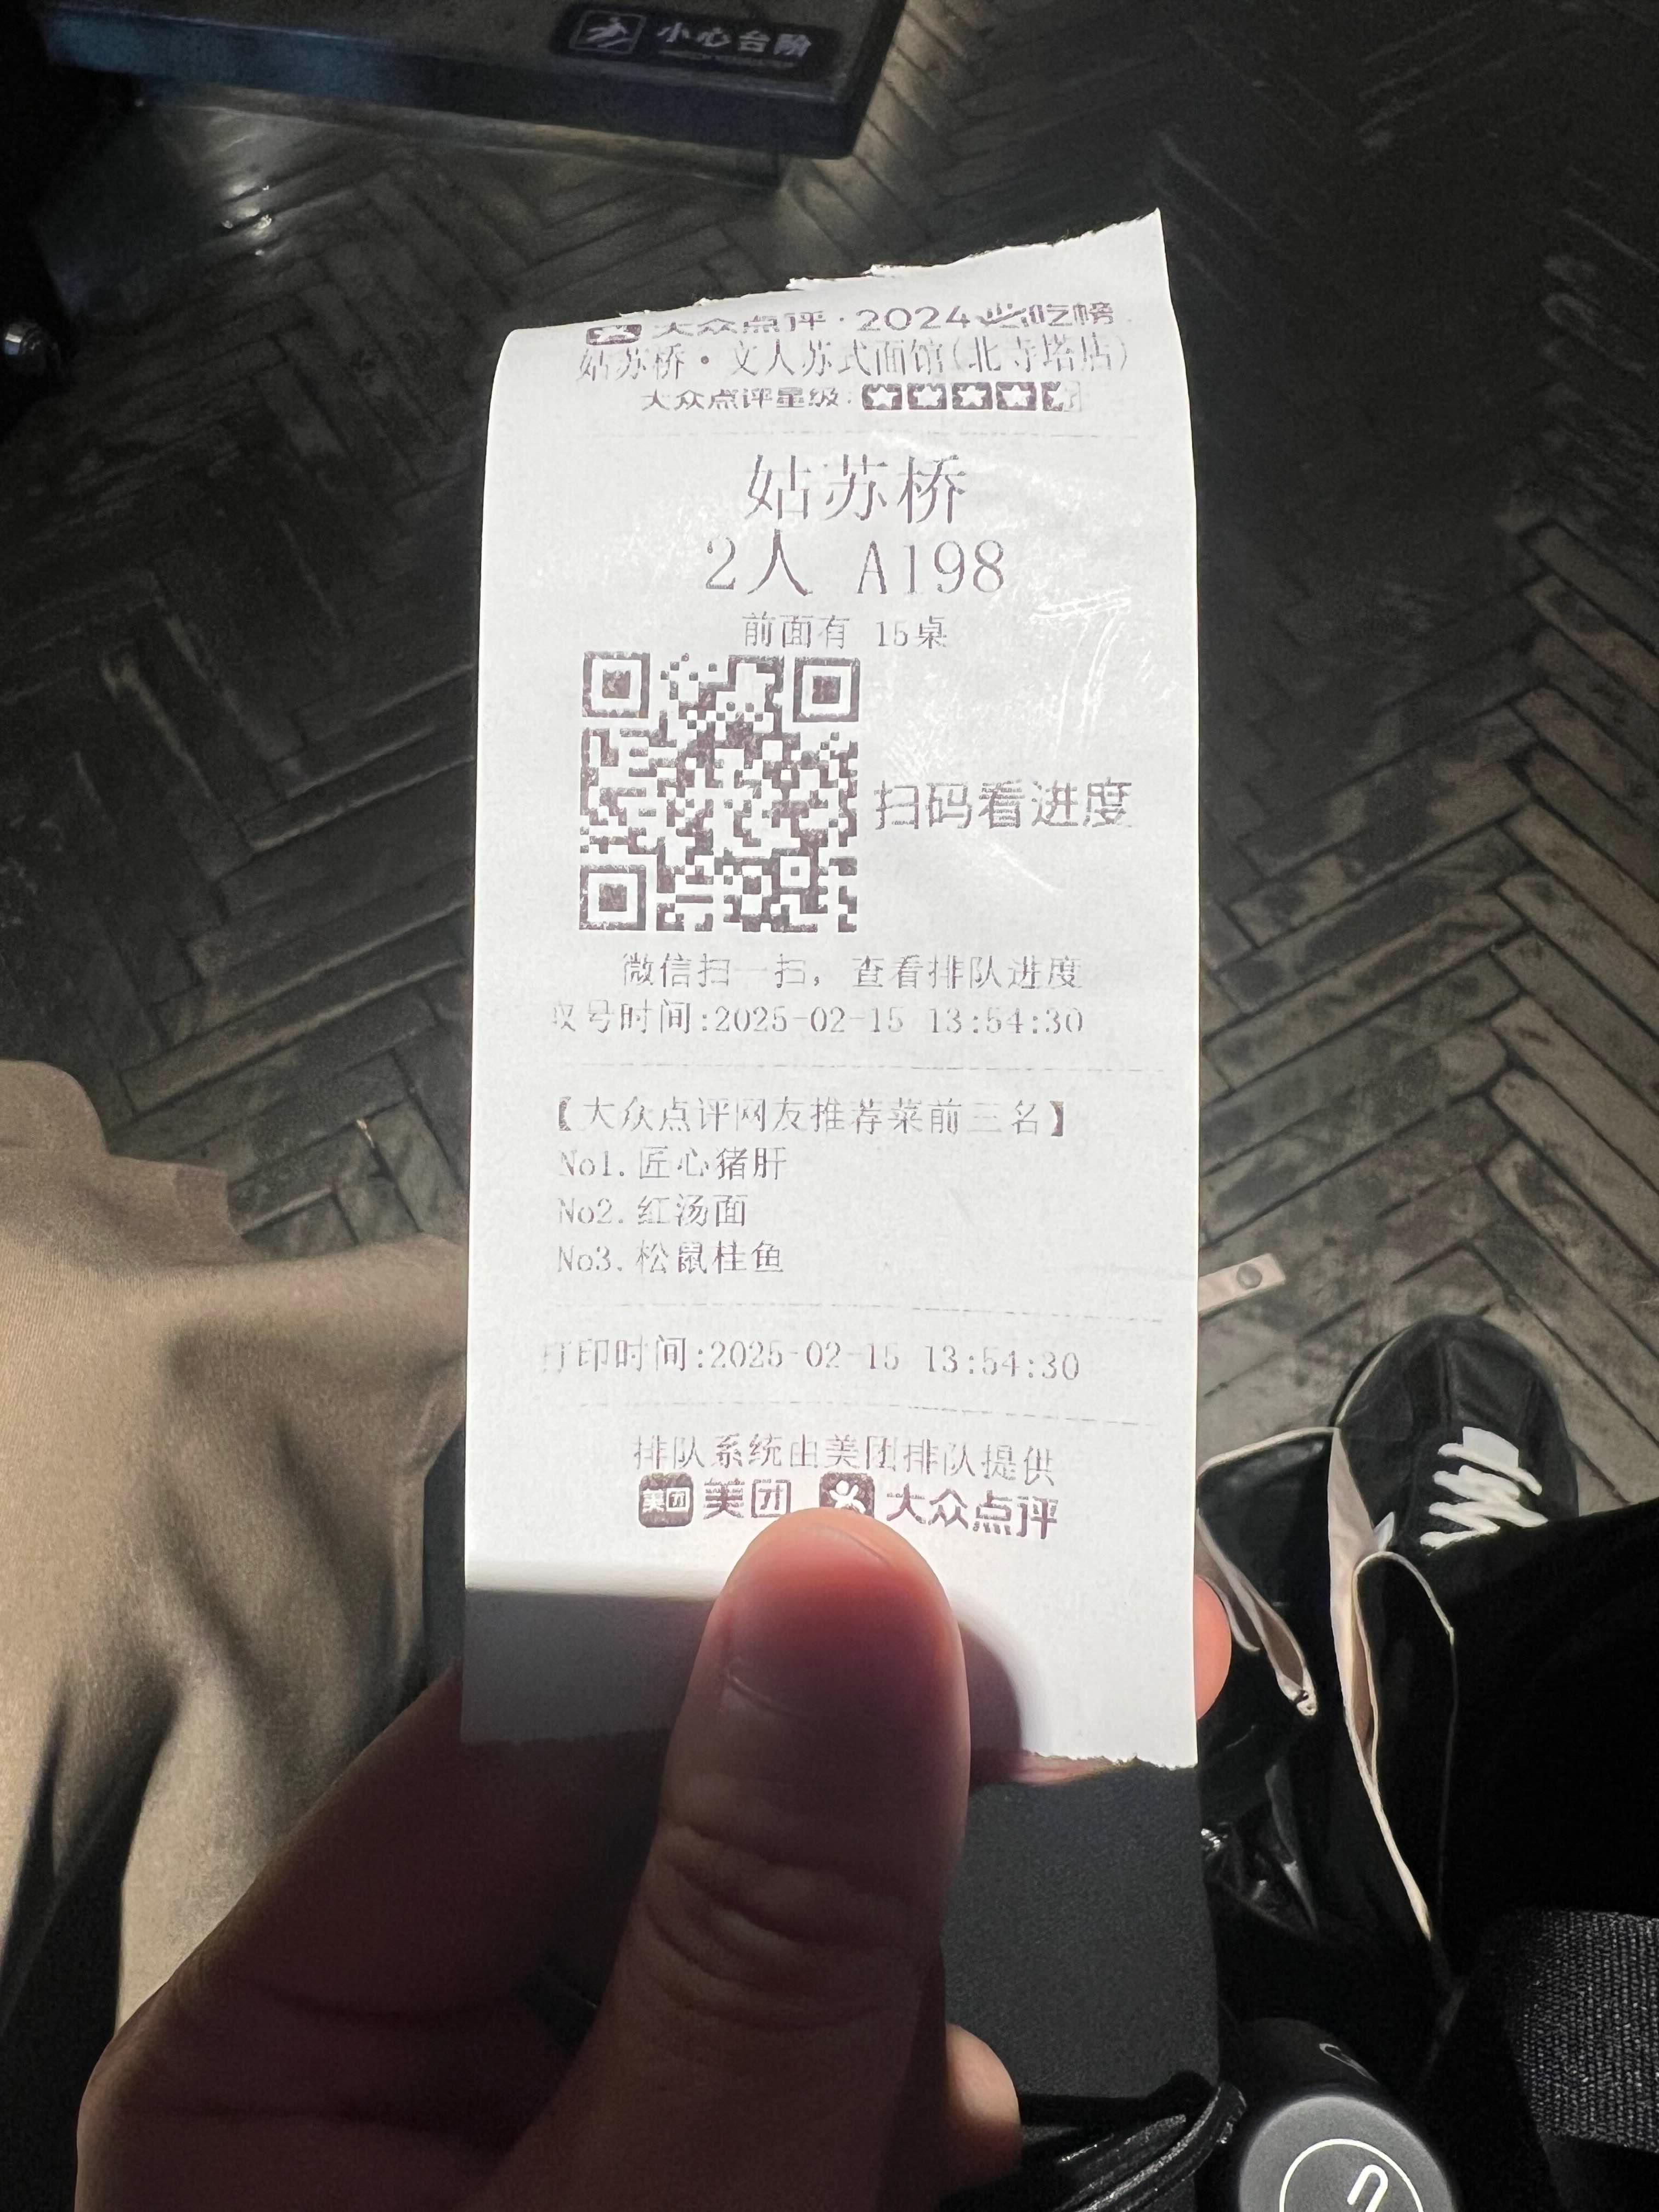 小心台阶
大众点评·2024必吃榜
姑苏桥·文人苏式面馆(北寺塔店)
大众点评星级:
姑苏桥
2人 A198
前面有 15桌
扫码看进度
微信扫一扫，查看排队进度
取号时间:2025-02-15 13:54:30
【大众点评网友推荐菜前三名】
No1.匠心猪肝
No2.红汤面
No3.松鼠桂鱼
打印时间:2025-02-15 13:54:30
排队系统由美团排队提供
美团 美团 大众点评